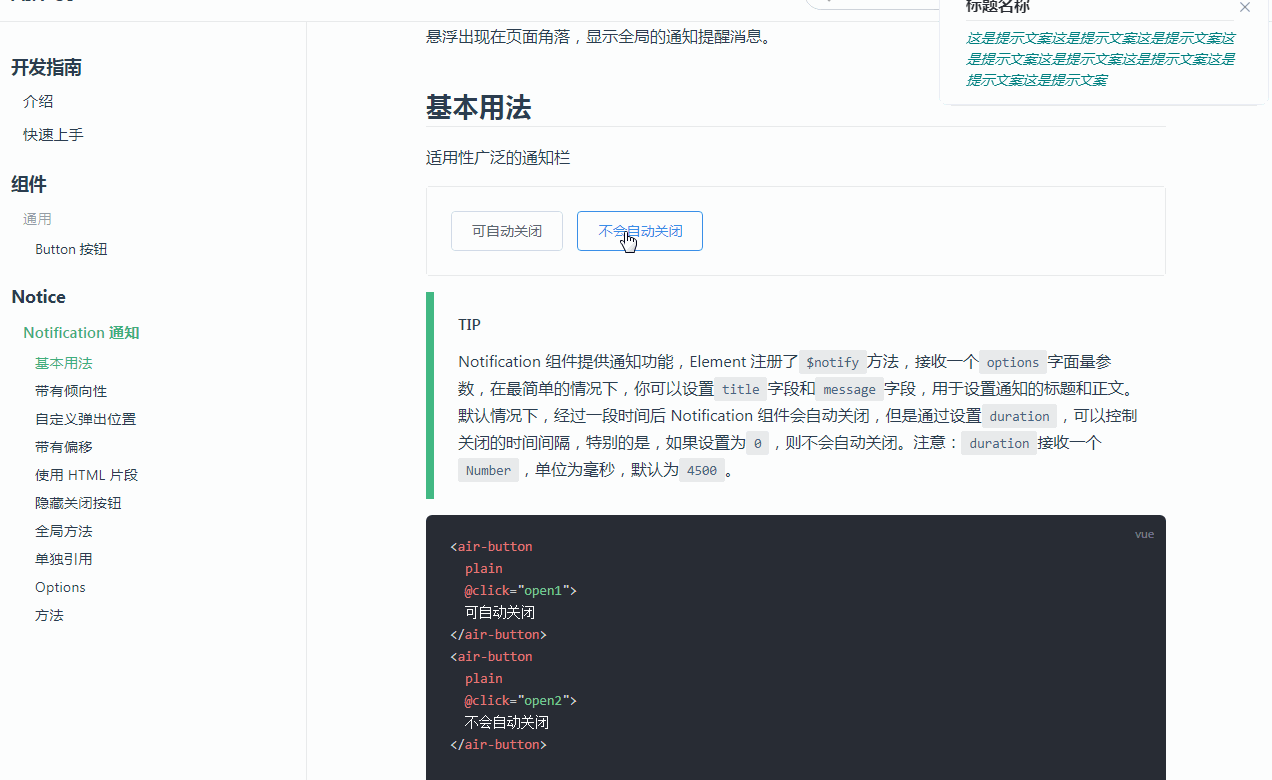 开发指南
介绍
快速上手
组件
通用
Button 按钮
Notice
Notification 通知
基本用法
带有倾向性
自定义弹出位置
带有偏移
使用 HTML 片段
隐藏关闭按钮
全局方法
单独引用
Options
方法
悬浮出现在页面角落，显示全局的通知提醒消息。
基本用法
适用性广泛的通知栏
可自动关闭
不会自动关闭
TIP
Notification 组件提供通知功能，Element 注册了 $notify 方法，接收一个 options 字面量参
数，在最简单的情况下，你可以设置 title 字段和 message 字段，用于设置通知的标题和正文。
默认情况下，经过一段时间后 Notification 组件会自动关闭，但是通过设置 duration ，可以控制
关闭的时间间隔，特别的是，如果设置为 0 ，则不会自动关闭。注意： duration 接收一个
Number ，单位为毫秒，默认为 4500 。
vue
<air-button
  plain
  @click="open1">
  可自动关闭
</air-button>
<air-button
  plain
  @click="open2">
  不会自动关闭
</air-button>
标题名称
这是提示文案这是提示文案这是提示文案这
是提示文案这是提示文案这是提示文案这是
提示文案这是提示文案